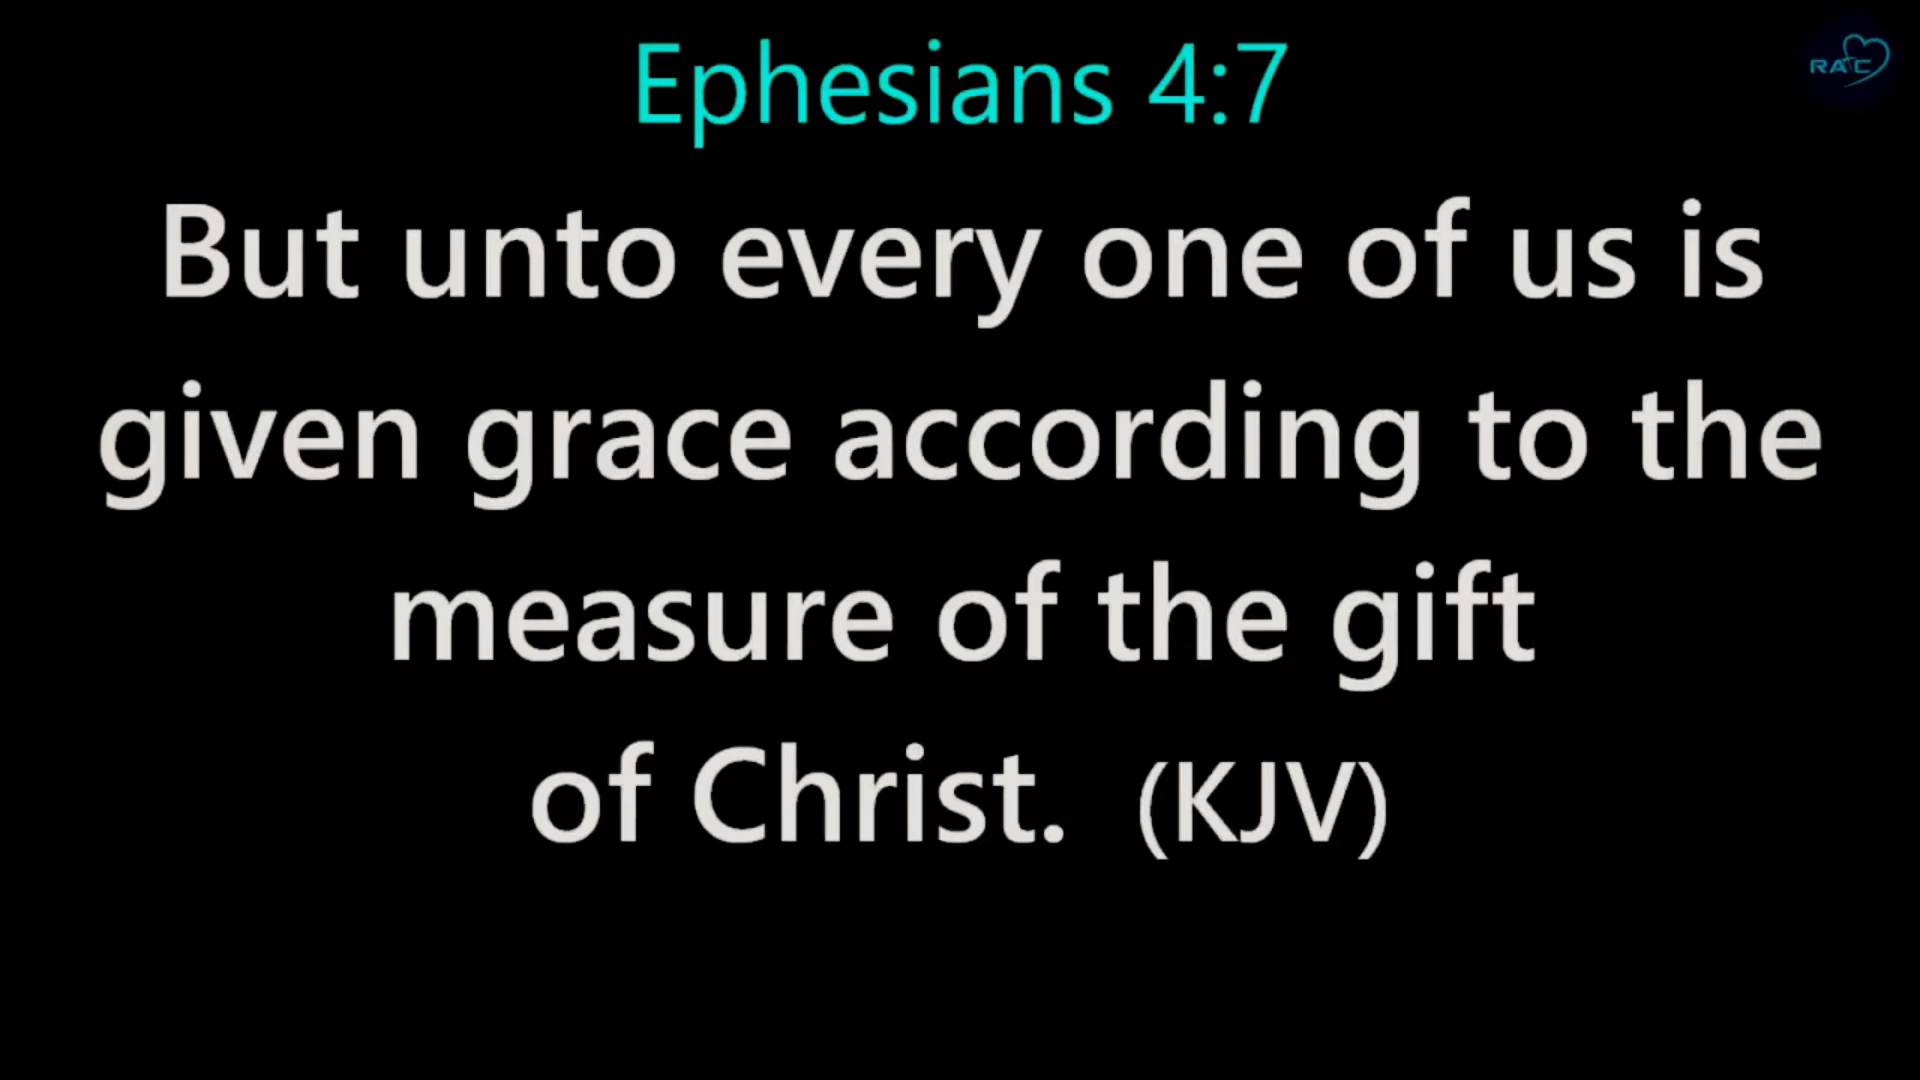 Ephesians 4:7
RAC
But unto every one of us is
given grace according to the
measure of the gift
of Christ. (KJV)